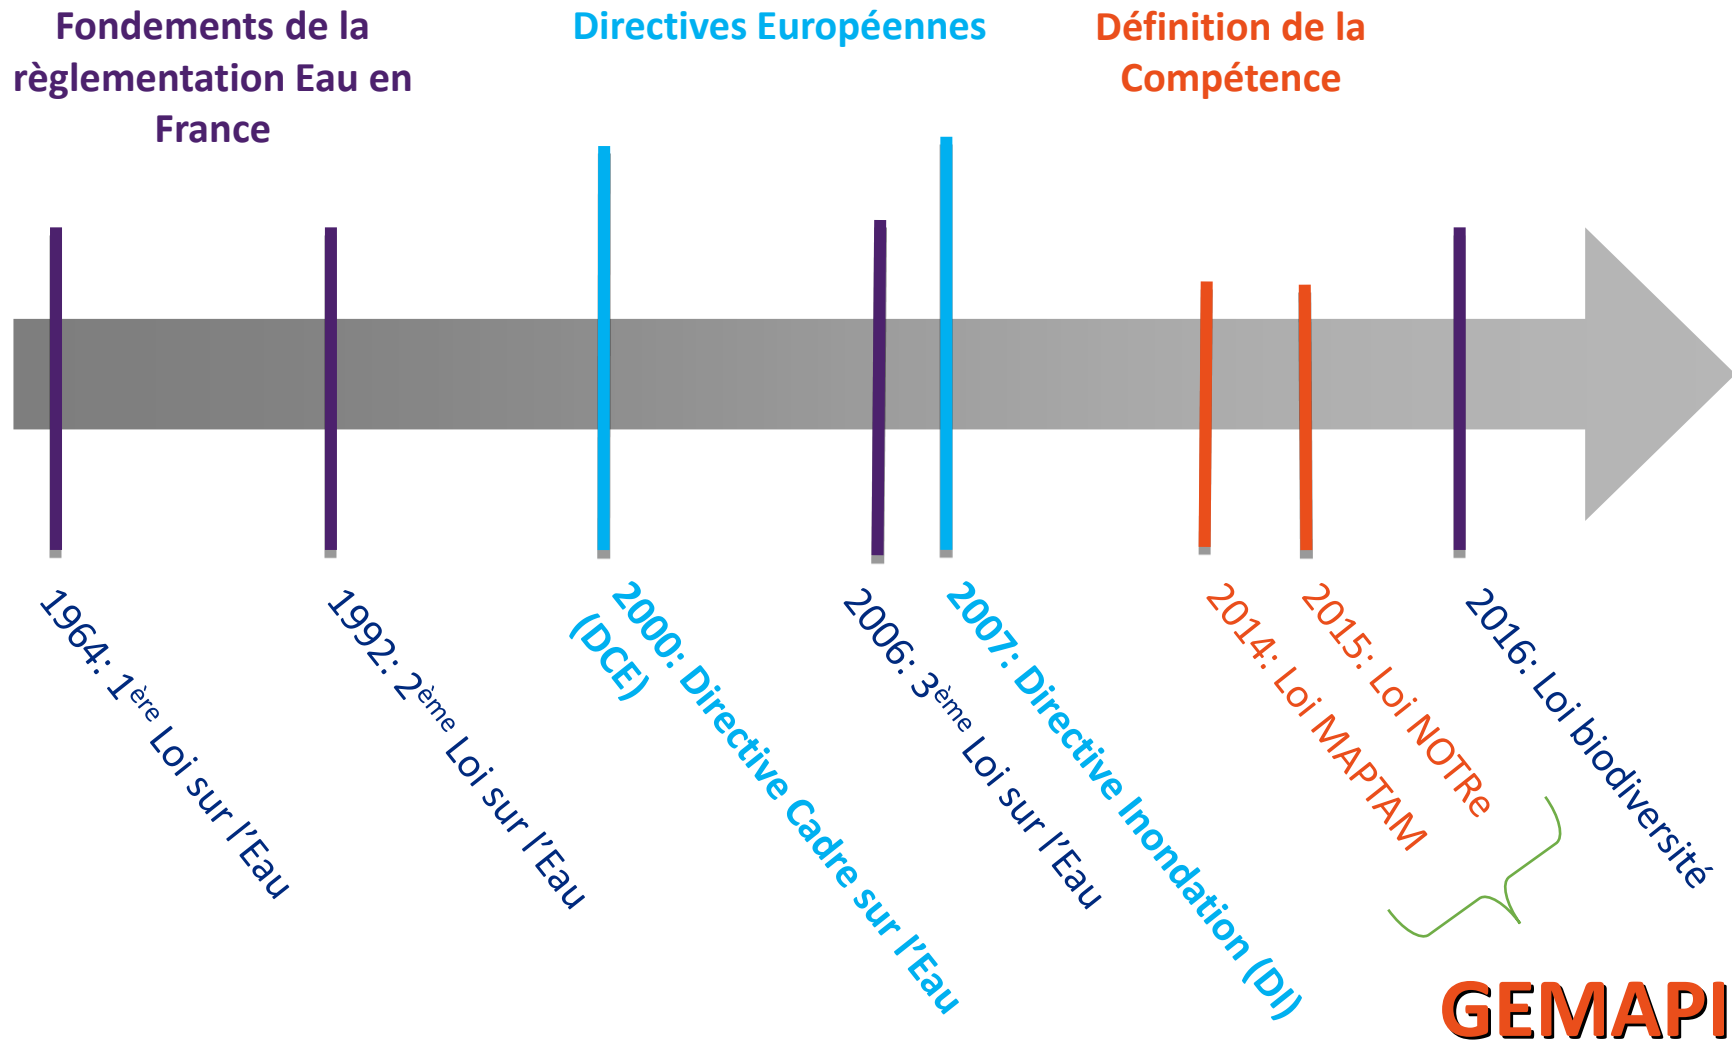 Fondements de la
règlementation Eau en
France
Directives Européennes
Définition de la
Compétence
1964: 1ère Loi sur l’Eau
1992: 2ème Loi sur l’Eau
2000: Directive Cadre sur l’Eau
(DCE)
2006: 3ème Loi sur l’Eau
2007: Directive Inondation (DI)
2014: Loi MAPTAM
2015: Loi NOTRe
2016: Loi biodiversité
GEMAPI